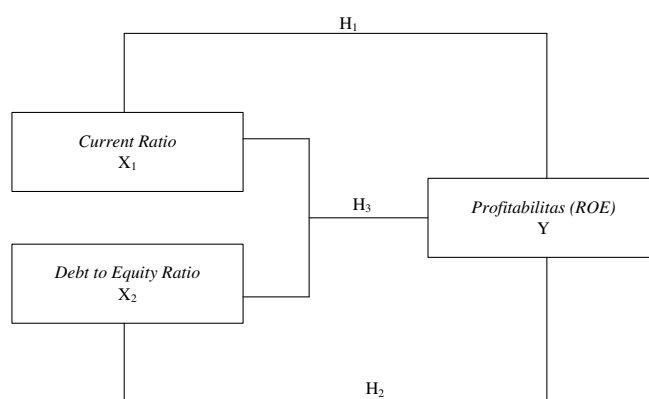 H₁
Current Ratio
X₁
H₃
Profitabilitas (ROE)
Y
Debt to Equity Ratio
X₂
H₂